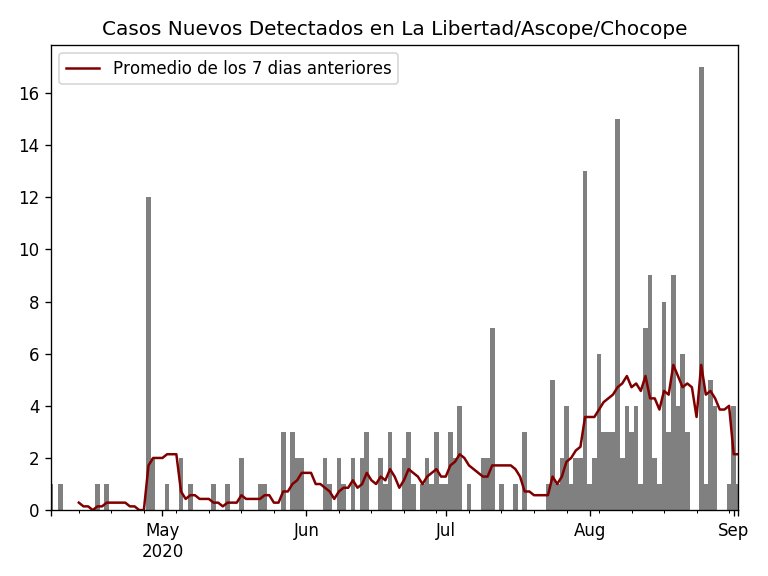 Casos Nuevos Detectados en La Libertad/Ascope/Chocope
Promedio de los 7 dias anteriores
16
14
12
10
8
6
4
2
0
May
2020
Jun
Jul
Aug
Sep